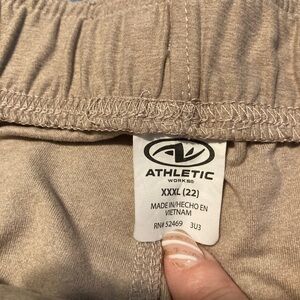 ATHLETIC
WORKS®
XXXL (22)
MADE IN/HECHO EN
VIETNAM
RN# 52469 3U3